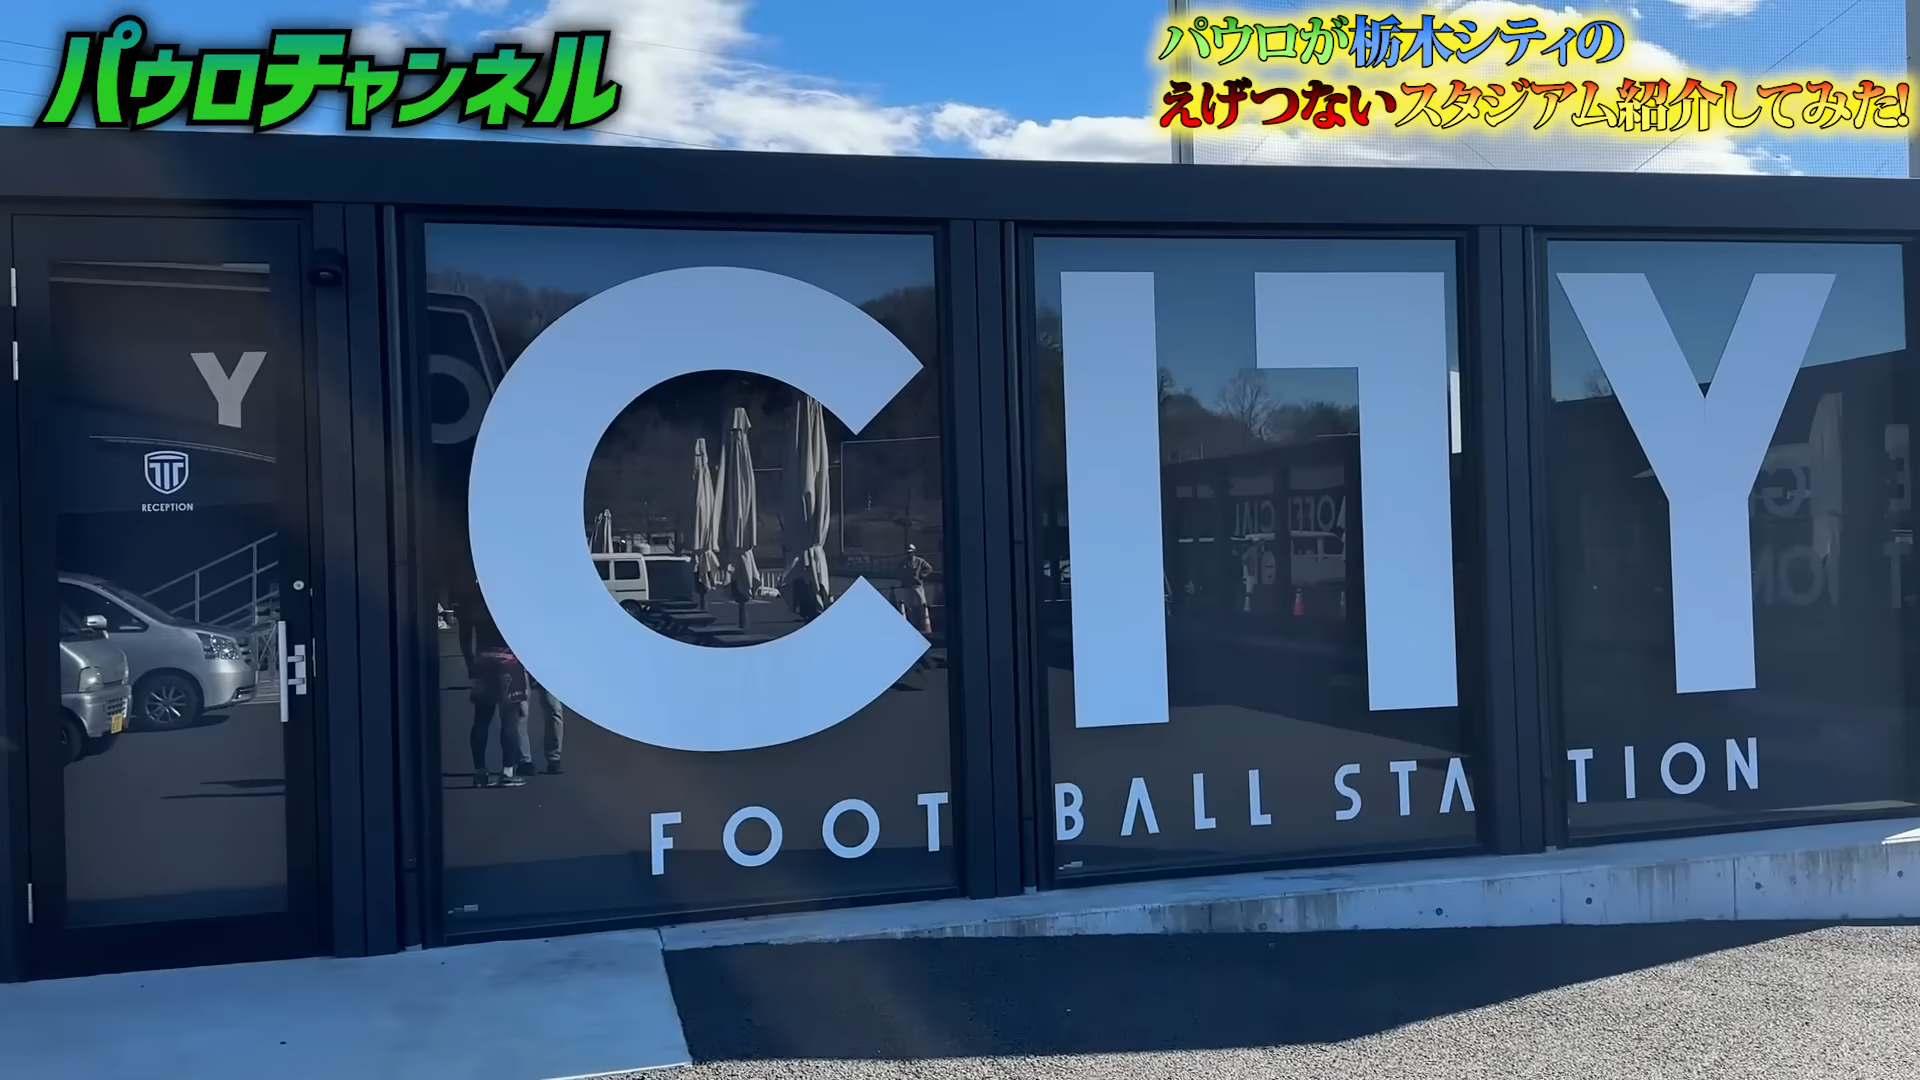 パウロチャンネル
パウロが栃木シティの
えげつないスタジアム紹介してみた!
Y
RECEPTION
CITY
FOOTBALL STATION